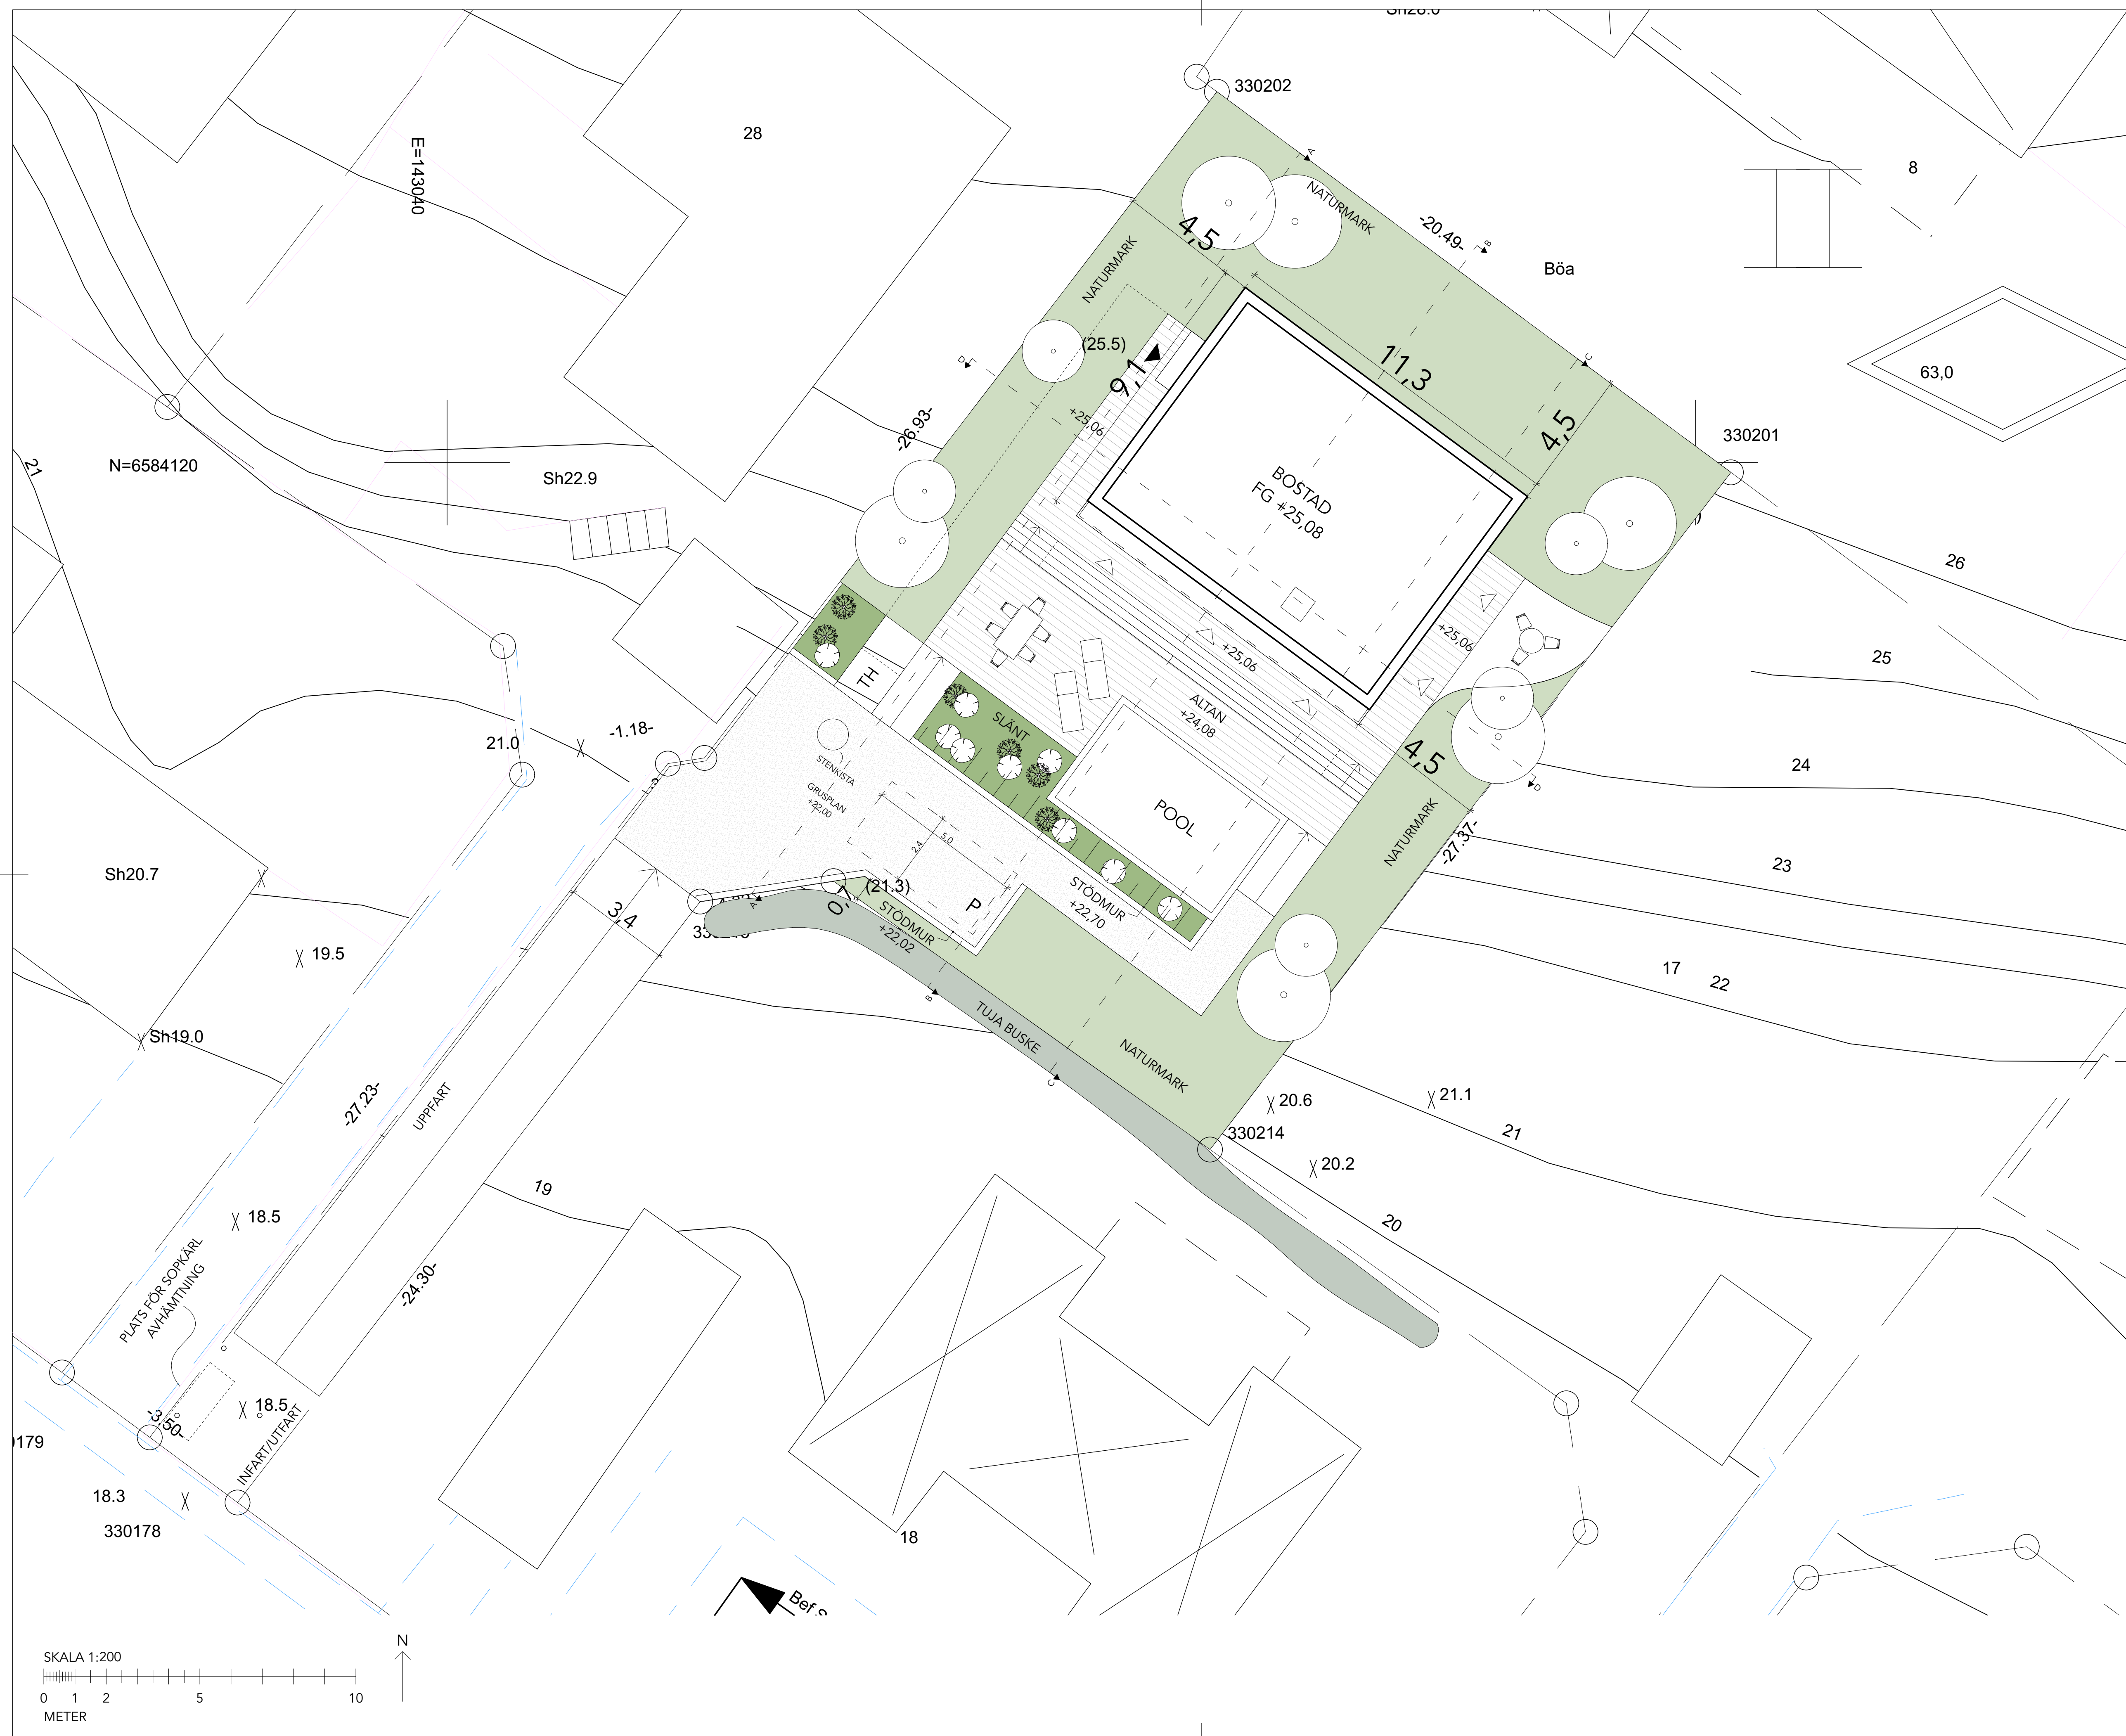 Sh28.0
330202
28
E=143040
8
NATURMARK
A
-20.49-
B
Böa
4,5
NATURMARK
(25.5)
9,1
11,3
C
63,0
D
+25,06
-26.93-
4,5
330201
21
N=6584120
Sh22.9
BOSTAD
FG +25,08
26
25
+25,06
+25,06
TH
ALTAN
+24,08
SLÄNT
-1.18-
21.0
4,5
24
D
STENKISTA
GRUSPLAN
+22,00
POOL
NATURMARK
-27.37-
5,0
2,4
23
Sh20.7
(21.3)
0,7
P
STÖDMUR
+22,70
3,4
A
STÖDMUR
+22,02
19.5
17
22
B
Sh19.0
TUJA BUSKE
NATURMARK
C
-27.23-
UPPFART
20.6
21.1
330214
21
20.2
19
18.5
20
PLATS FÖR SOPKÄRL
AVHÄMTNING
-24.30-
18.5
-3.50-
INFART/UTFART
18.3
330178
18
SKALA 1:200
N
0 1 2 5 10
METER